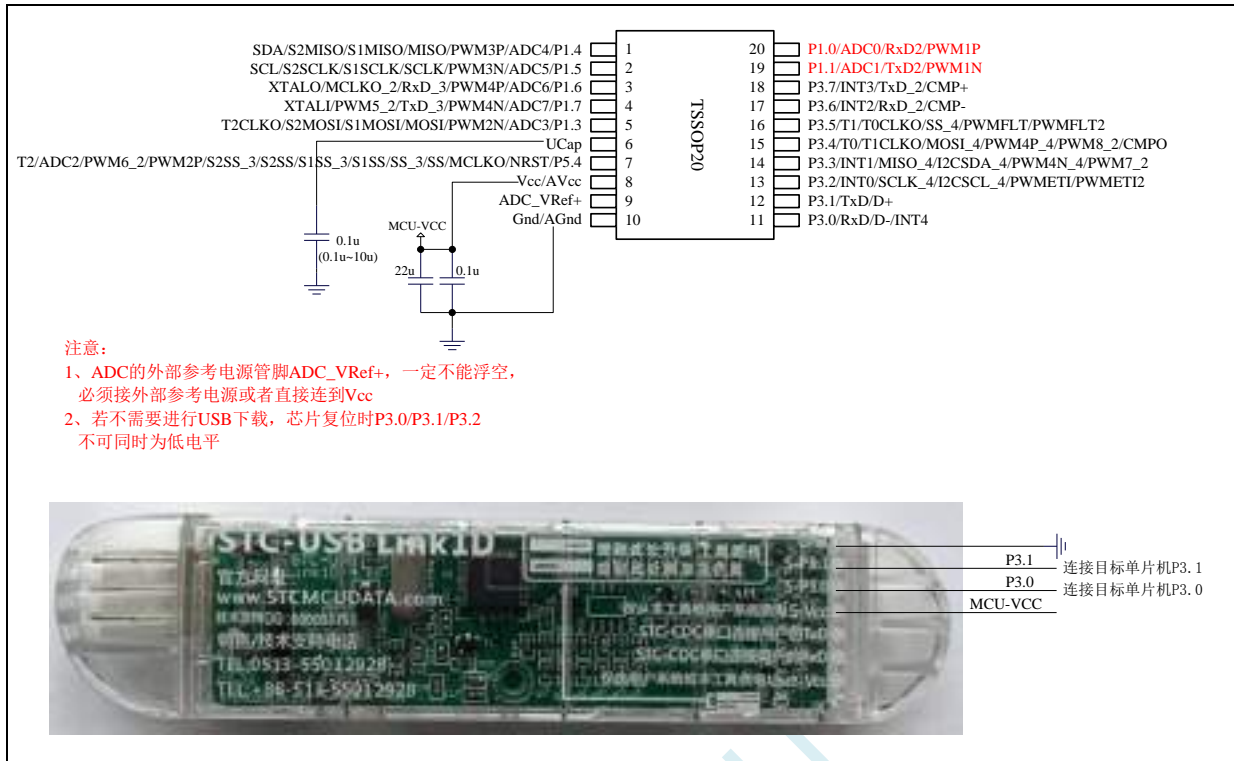 SDA/S2MISO/S1MISO/MISO/PWM3P/ADC4/P1.4
SCL/S2SCLK/S1SCLK/SCLK/PWM3N/ADC5/P1.5
XTALO/MCLKO_2/RxD_3/PWM4P/ADC6/P1.6
XTALI/PWM5_2/TxD_3/PWM4N/ADC7/P1.7
T2CLKO/S2MOSI/S1MOSI/MOSI/PWM2N/ADC3/P1.3
UCap
T2/ADC2/PWM6_2/PWM2P/S2SS_3/S2SS/S1SS_3/S1SS/SS_3/SS/MCLKO/NRST/P5.4
Vcc/AVcc
ADC_VRef+
Gnd/AGnd
1
2
3
4
5
6
7
8
9
10
TSSOP20
20
19
18
17
16
15
14
13
12
11
P1.0/ADC0/RxD2/PWM1P
P1.1/ADC1/TxD2/PWM1N
P3.7/INT3/TxD_2/CMP+
P3.6/INT2/RxD_2/CMP-
P3.5/T1/T0CLKO/SS_4/PWMFLT/PWMFLT2
P3.4/T0/T1CLKO/MOSI_4/PWM4P_4/PWM8_2/CMPO
P3.3/INT1/MISO_4/I2CSDA_4/PWM4N_4/PWM7_2
P3.2/INT0/SCLK_4/I2CSCL_4/PWMETI/PWMETI2
P3.1/TxD/D+
P3.0/RxD/D-/INT4
MCU-VCC
0.1u
(0.1u~10u)
22u
0.1u
注意：
1、ADC的外部参考电源管脚ADC_VRef+，一定不能浮空，
必须接外部参考电源或者直接连到Vcc
2、若不需要进行USB下载，芯片复位时P3.0/P3.1/P3.2
不可同时为低电平
STC-USB Link1D
www.STCMCUDATA.com
TEL:0513-55012928
TEL:+86-513-55012928
P3.1
连接目标单片机P3.1
P3.0
连接目标单片机P3.0
MCU-VCC